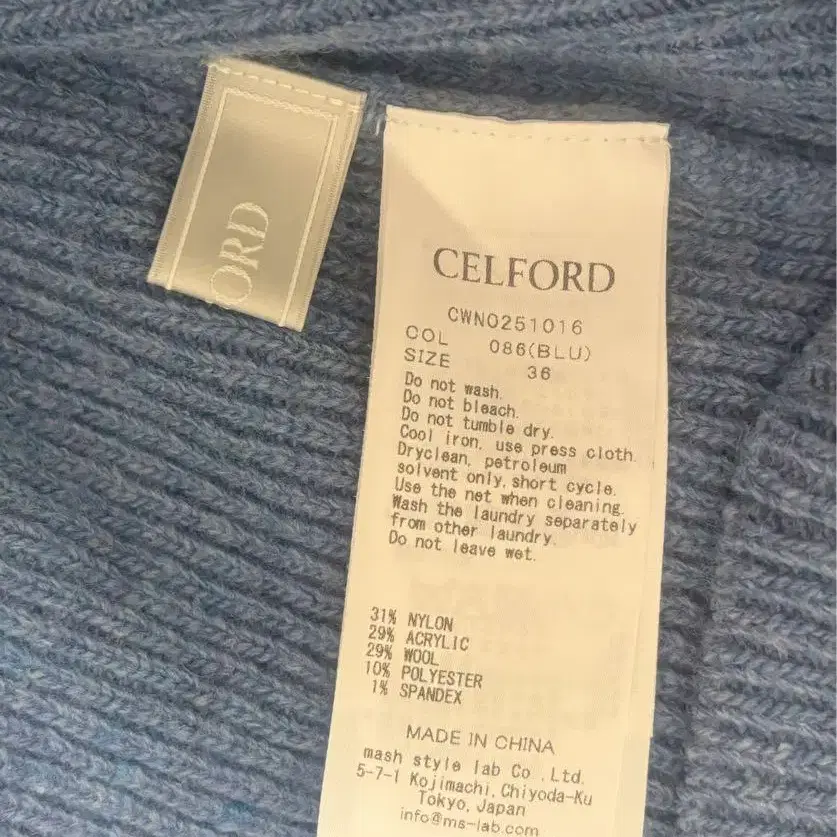 ORD
CELFORD
CWNO251016
COL 086(BLU)
SIZE 36
Do not wash.
Do not bleach.
Do not tumble dry.
Cool iron, use press cloth.
Dryclean, petroleum
solvent only, short cycle.
Use the net when cleaning.
Wash the laundry separately
from other laundry.
Do not leave wet.
31% NYLON
29% ACRYLIC
29% WOOL
10% POLYESTER
1% SPANDEX
MADE IN CHINA
mash style lab Co.,Ltd.
5-7-1 Kojimachi, Chiyoda-Ku
Tokyo, Japan
info@ms-lab.com